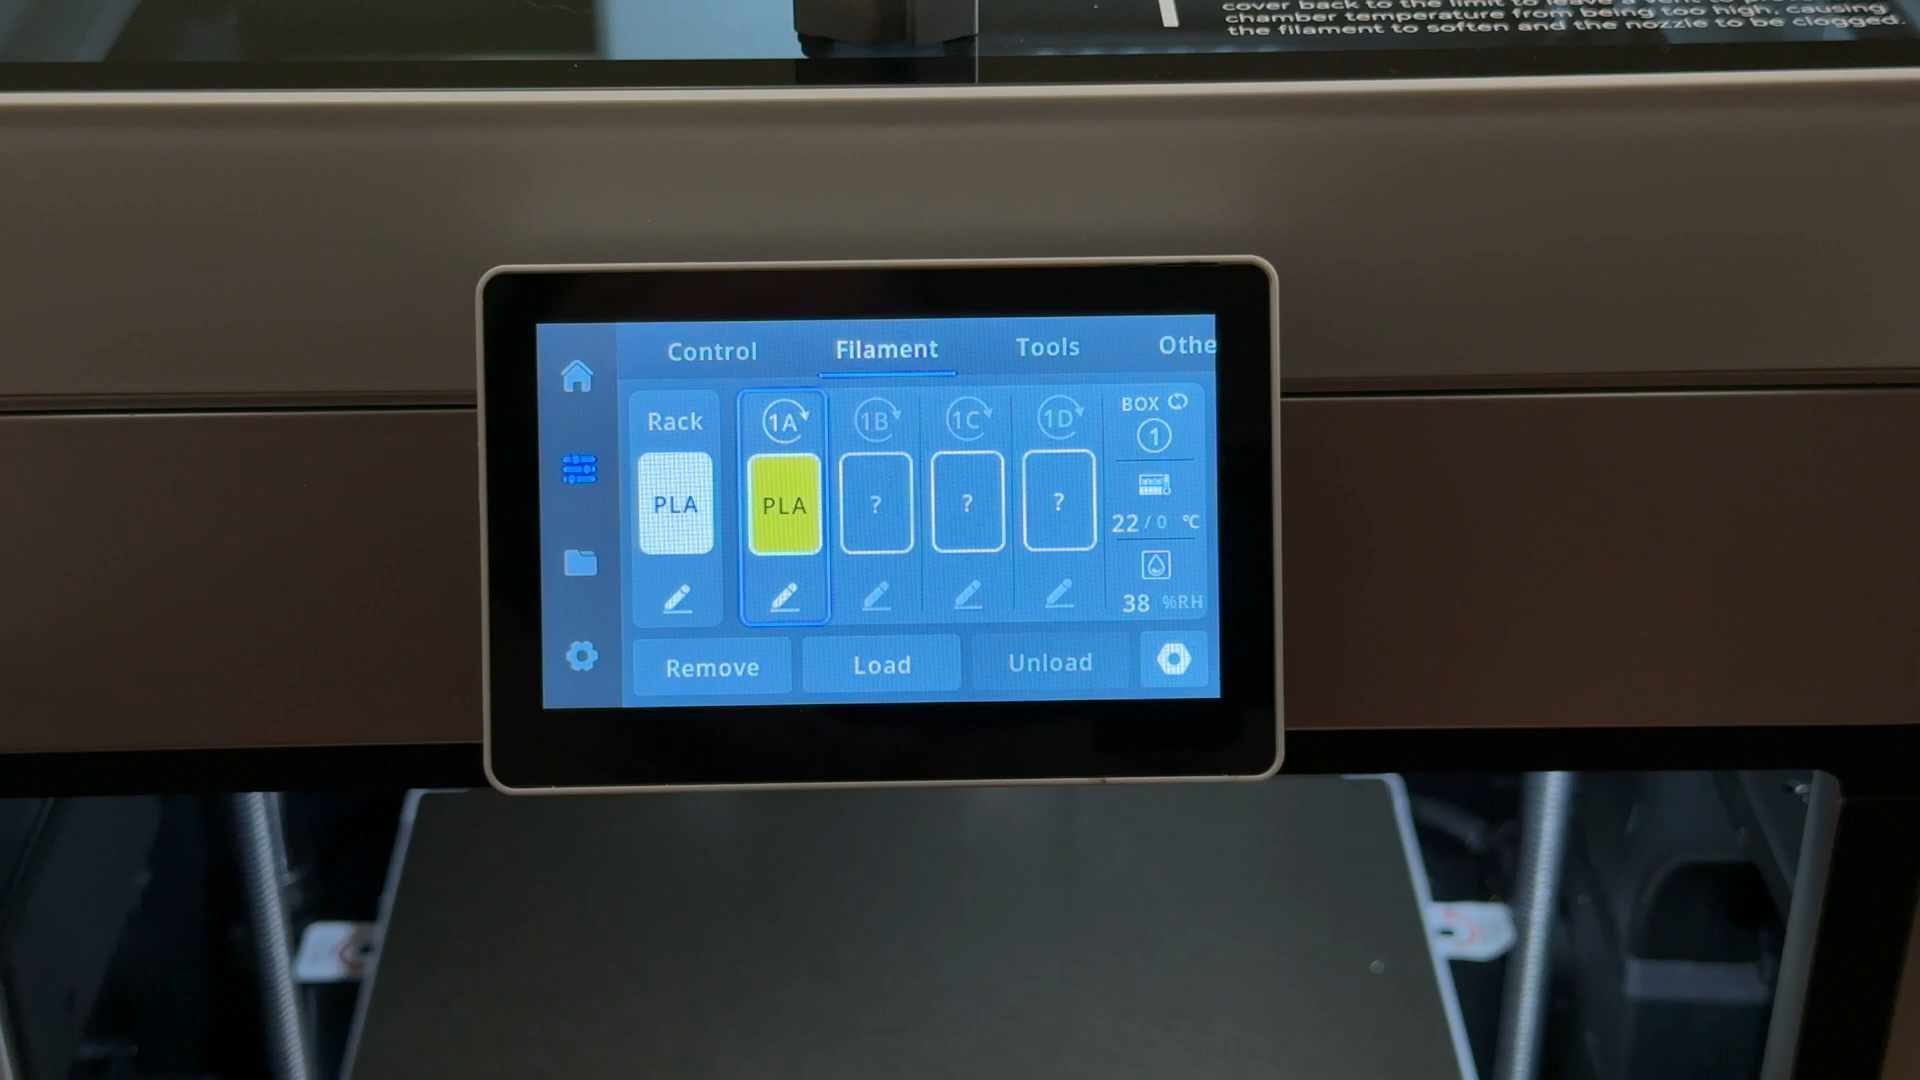 cover back to the limit to leave a vent to
chamber temperature from being too high, causing
the filament to soften and the nozzle to be clogged.
Control Filament Tools Othe
Rack 1A 1B 1C 1D BOX
1
PLA PLA ? ? ?
22 / 0 °C
38 %RH
Remove Load Unload